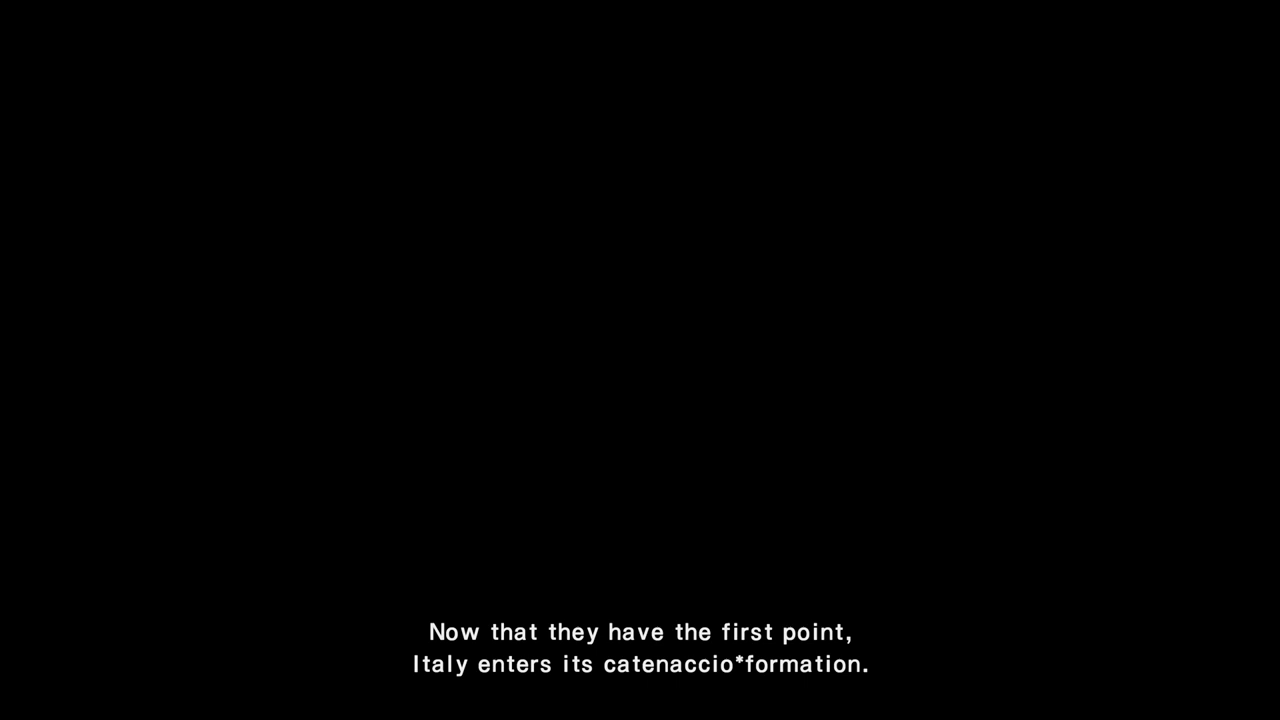 Now that they have the first point,
Italy enters its catenaccio*formation.